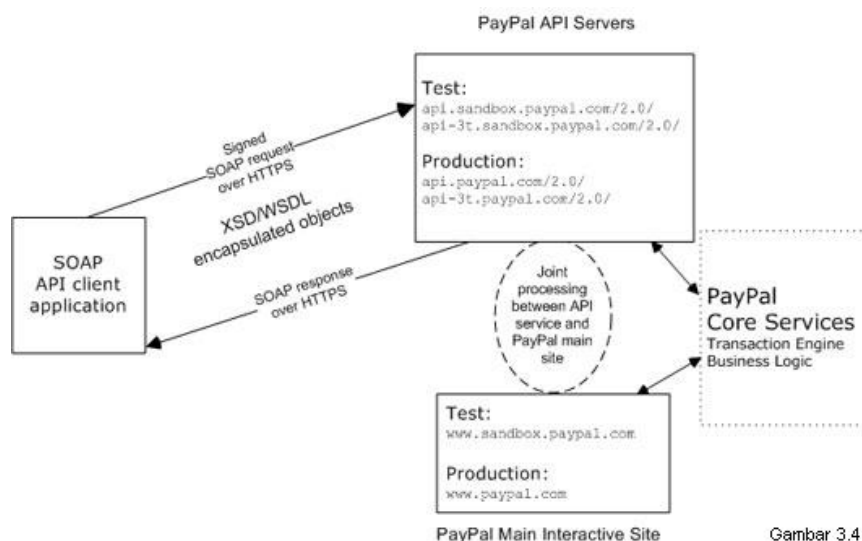 PayPal API Servers
Test:
api.sandbox.paypal.com/2.0/
api-3t.sandbox.paypal.com/2.0/
Production:
api.paypal.com/2.0/
api-3t.paypal.com/2.0/
Signed
SOAP request
over HTTPS
XSD/WSDL
encapsulated objects
SOAP
API client
application
SOAP response
over HTTPS
Joint
processing
between API
service and
PayPal main
site
PayPal
Core Services
Transaction Engine
Business Logic
Test:
www.sandbox.paypal.com
Production:
www.paypal.com
PayPal Main Interactive Site
Gambar 3.4